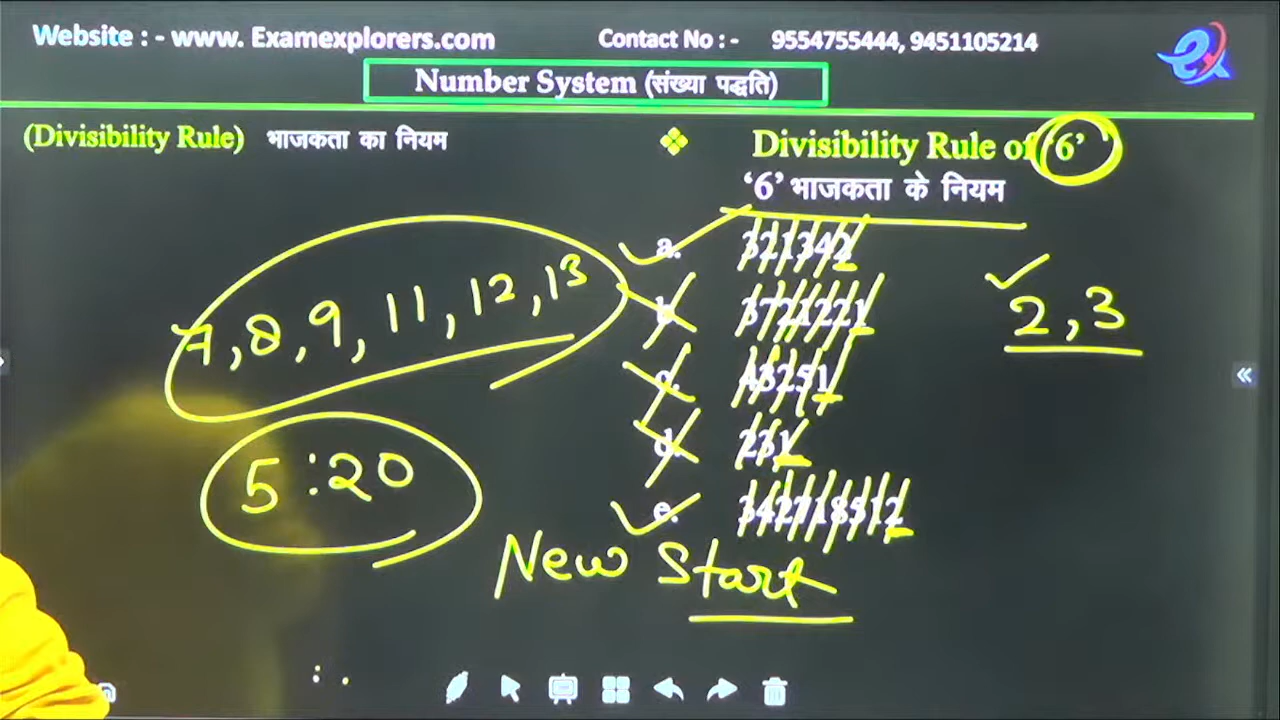 Website : - www. Examexplorers.com Contact No : - 9554755444, 9451105214
Number System (संख्या पद्धति)
(Divisibility Rule) भाजकता का नियम
❖ Divisibility Rule of '6'
'6' भाजकता के नियम
a. 321342
b. 3721221
c. 43251
d. 231
e. 342718512
2, 3
7, 8, 9, 11, 12, 13
5:20
New Start